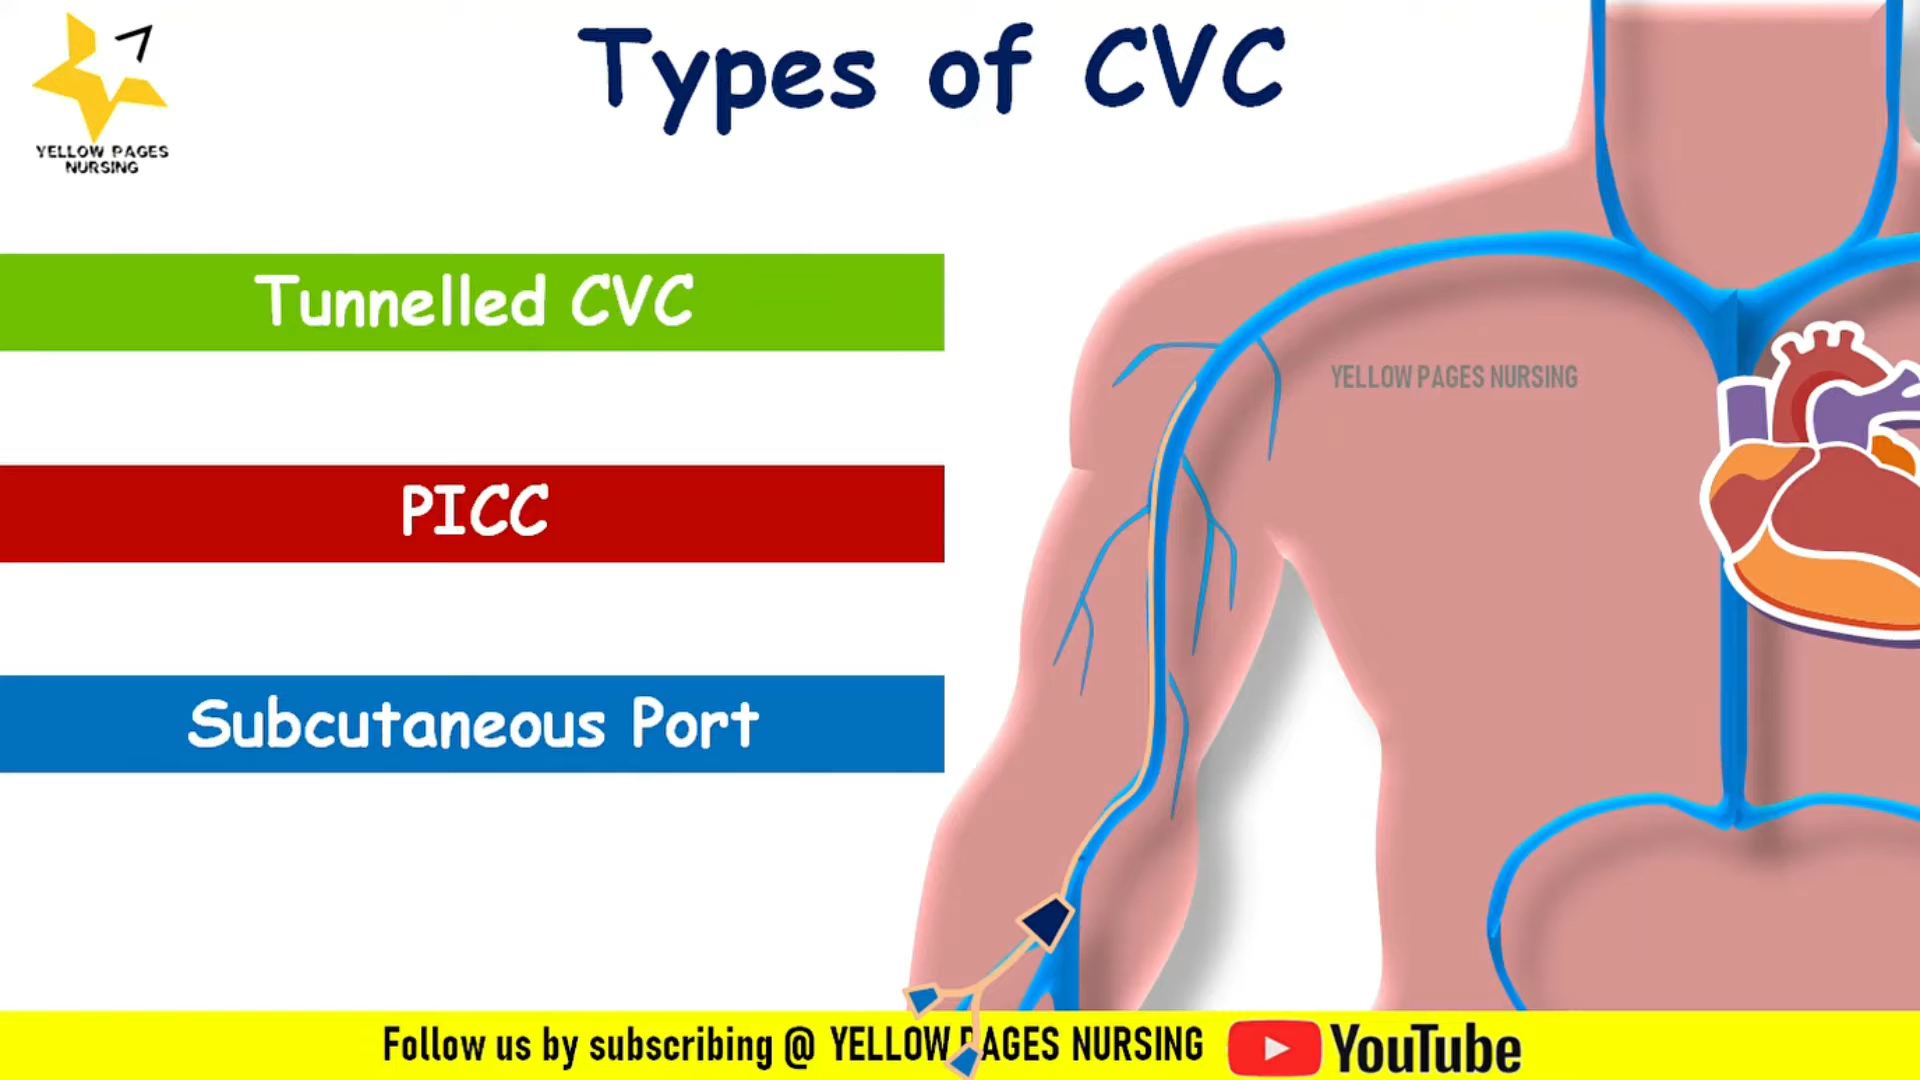 YELLOW PAGES
NURSING
Types of CVC
Tunnelled CVC
YELLOW PAGES NURSING
PICC
Subcutaneous Port
Follow us by subscribing @ YELLOW PAGES NURSING YouTube